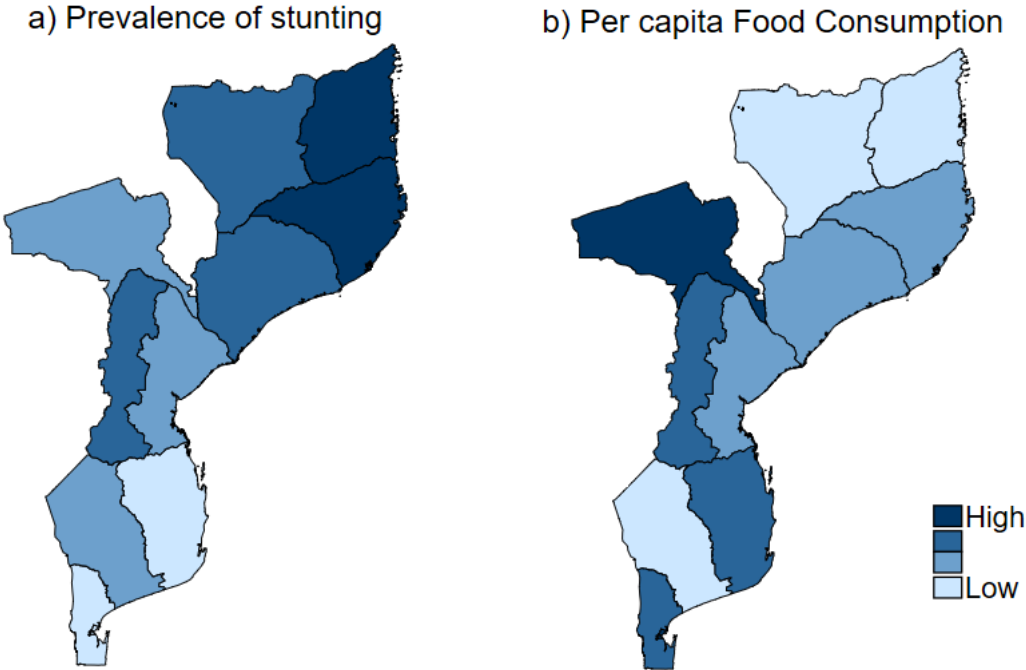 a) Prevalence of stunting
b) Per capita Food Consumption
High
Low